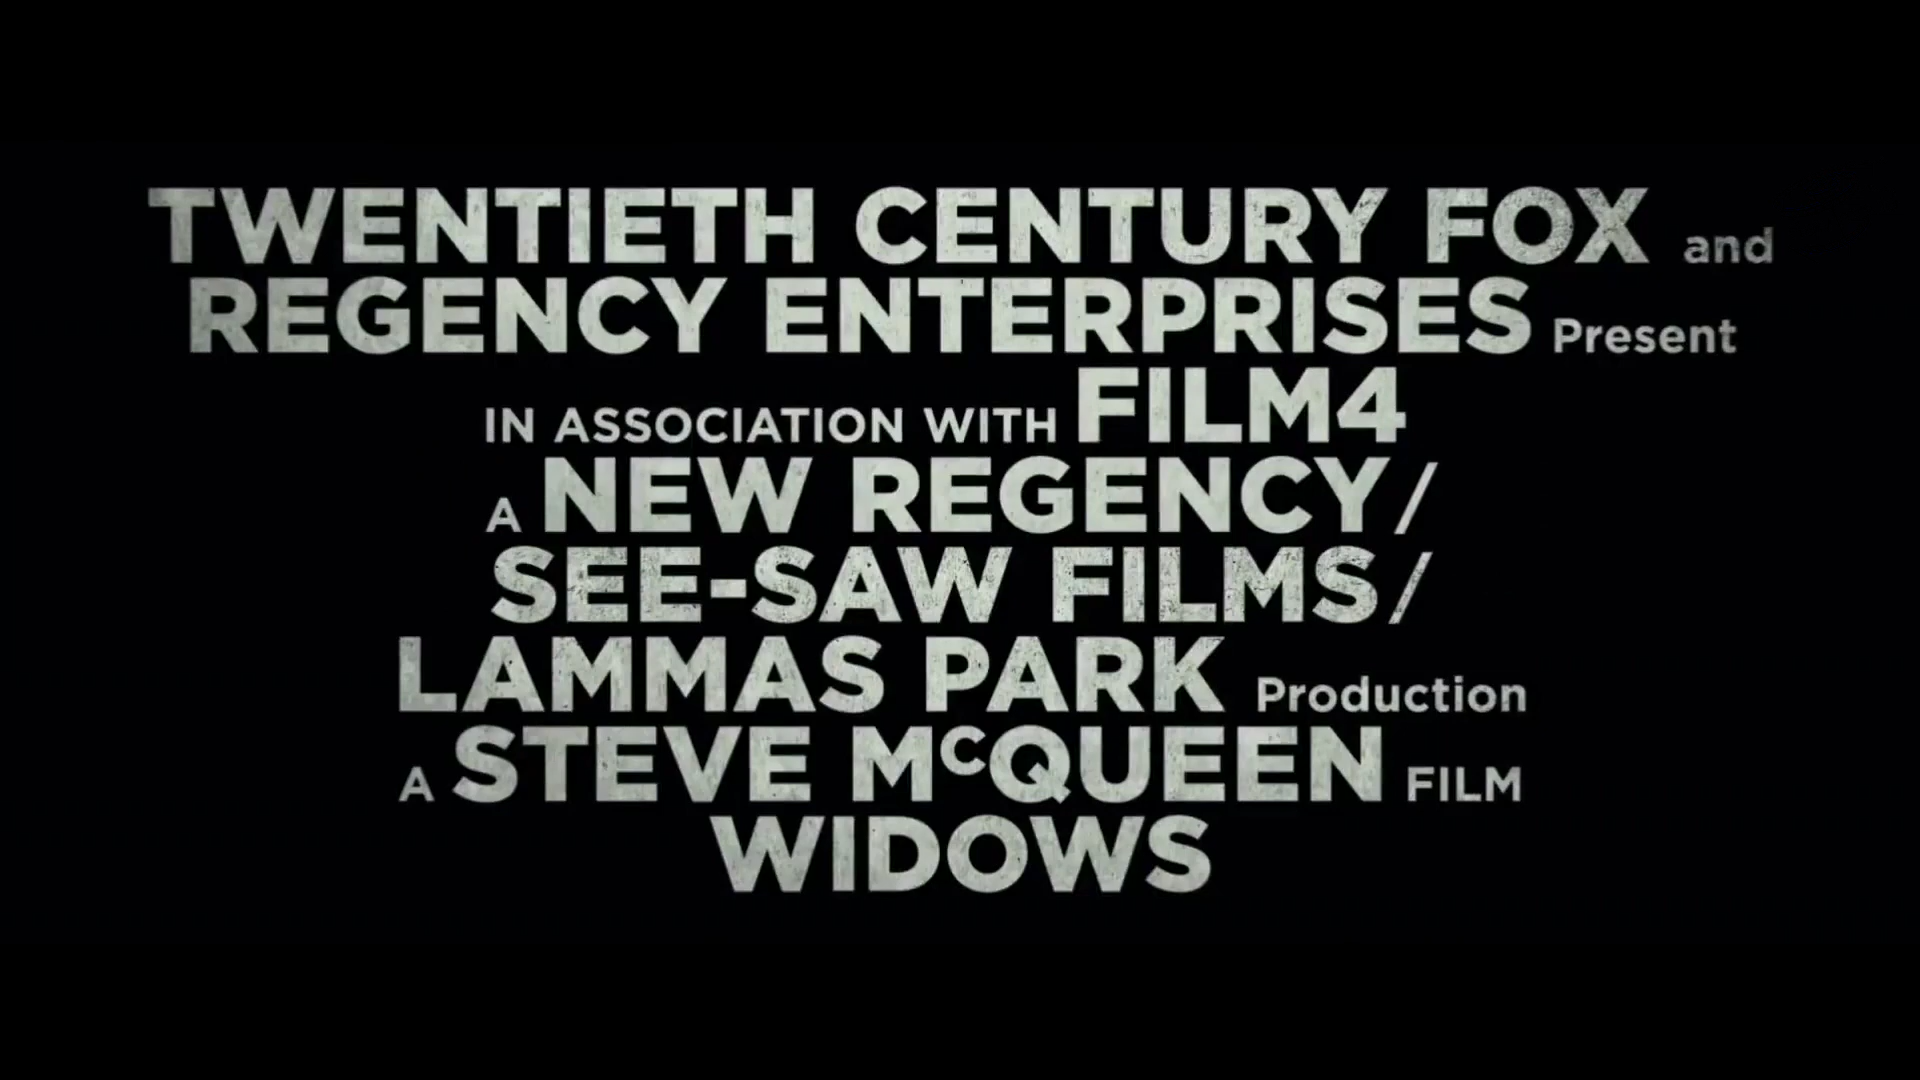 TWENTIETH CENTURY FOX and
REGENCY ENTERPRISES Present
IN ASSOCIATION WITH FILM4
A NEW REGENCY/
SEE-SAW FILMS/
LAMMAS PARK Production
A STEVE McQUEEN FILM
WIDOWS